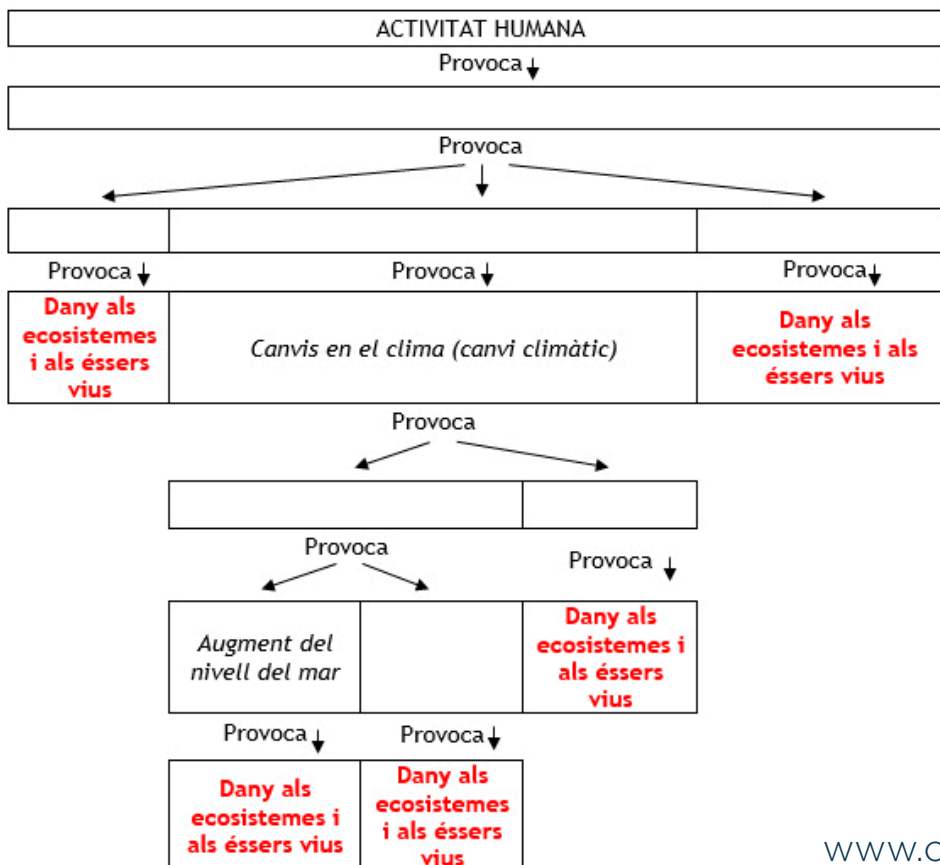 ACTIVITAT HUMANA
Provoca
Provoca
Provoca
Provoca
Provoca
Dany als
ecosistemes
i als éssers
vius
Canvis en el clima (canvi climàtic)
Dany als
ecosistemes i als
éssers vius
Provoca
Provoca
Provoca
Augment del
nivell del mar
Dany als
ecosistemes i
als éssers
vius
Provoca
Provoca
Dany als
ecosistemes i
als éssers vius
Dany als
ecosistemes
i als éssers
vius
www.c